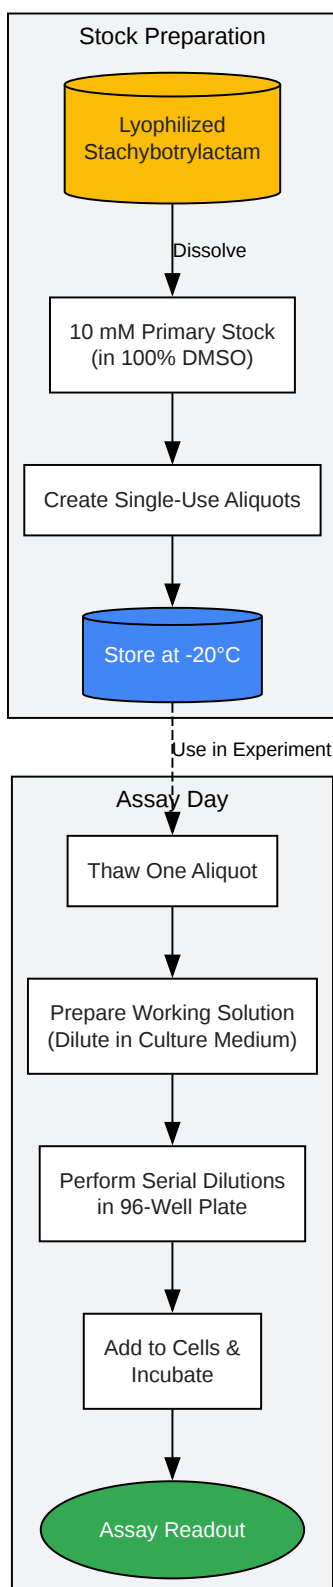 Stock Preparation
Lyophilized
Stachybotrylactam
Dissolve
10 mM Primary Stock
(in 100% DMSO)
Create Single-Use Aliquots
Store at -20°C
Use in Experiment
Assay Day
Thaw One Aliquot
Prepare Working Solution
(Dilute in Culture Medium)
Perform Serial Dilutions
in 96-Well Plate
Add to Cells &
Incubate
Assay Readout